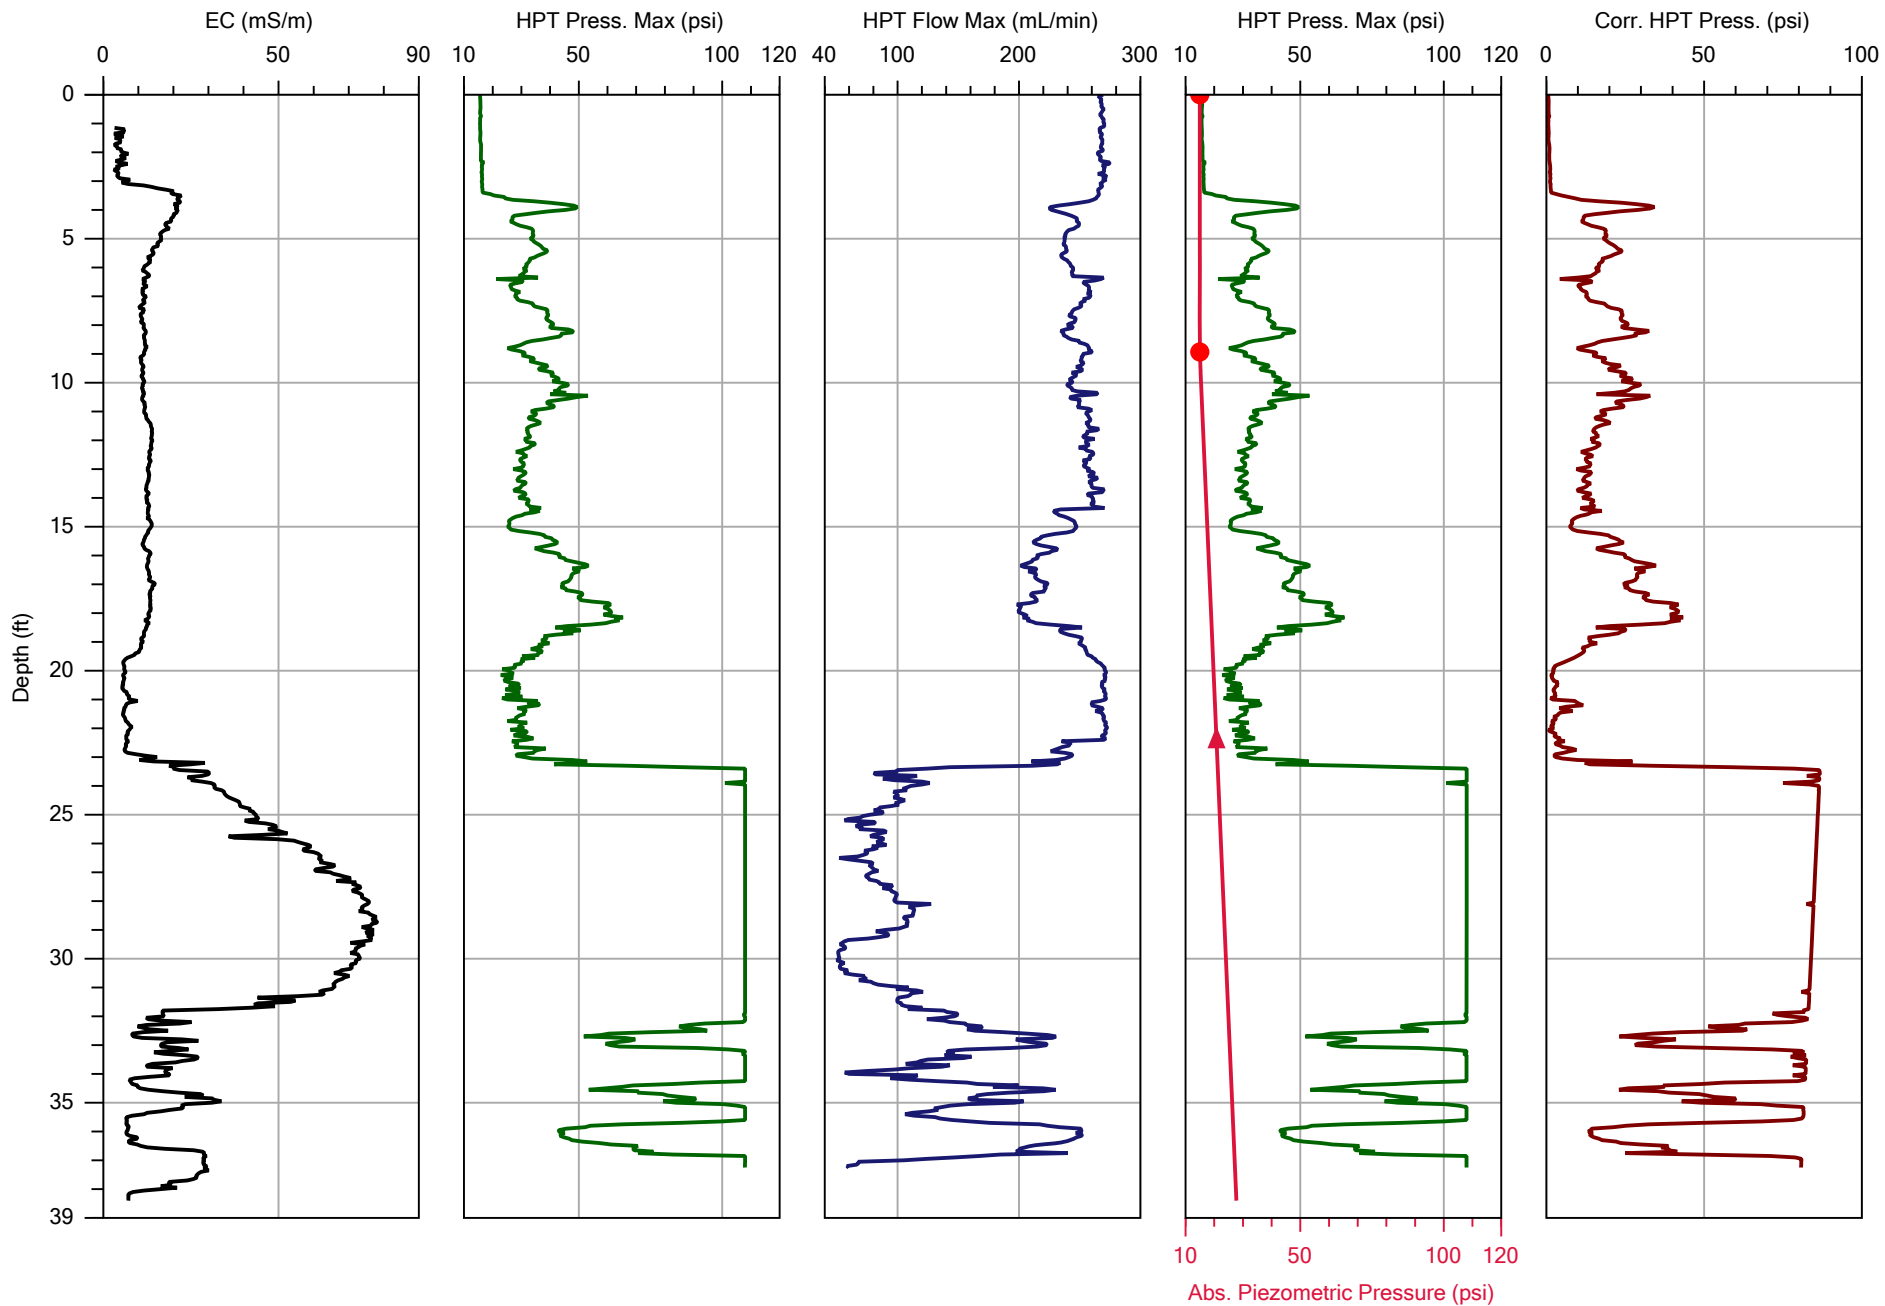 EC (mS/m) HPT Press. Max (psi) HPT Flow Max (mL/min) HPT Press. Max (psi) Corr. HPT Press. (psi)
0 50 90 10 50 100 120 40 100 200 300 10 50 100 120 0 50 100
0
5
10
15
Depth (ft)
20
25
30
35
39
10 50 100 120
Abs. Piezometric Pressure (psi)